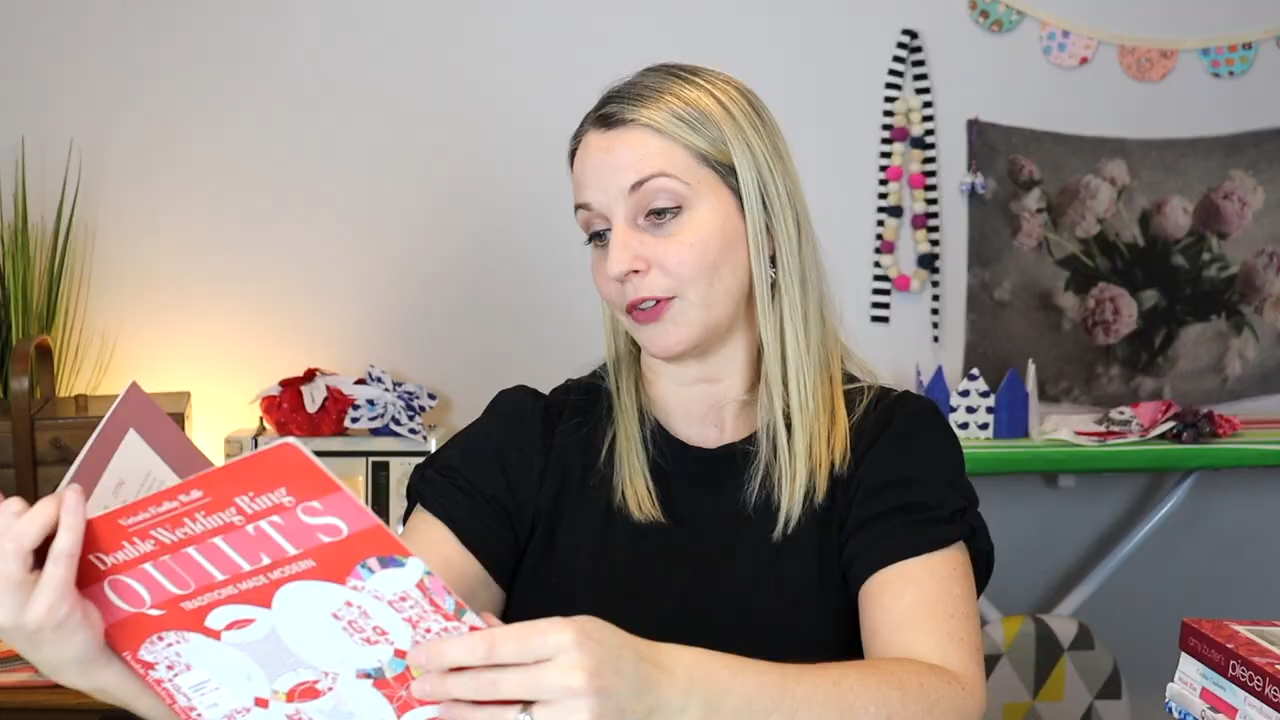 Victoria Findlay Wolfe
Double Wedding Ring
QUILTS
TRADITIONS MADE MODERN
amy butler's piece ke